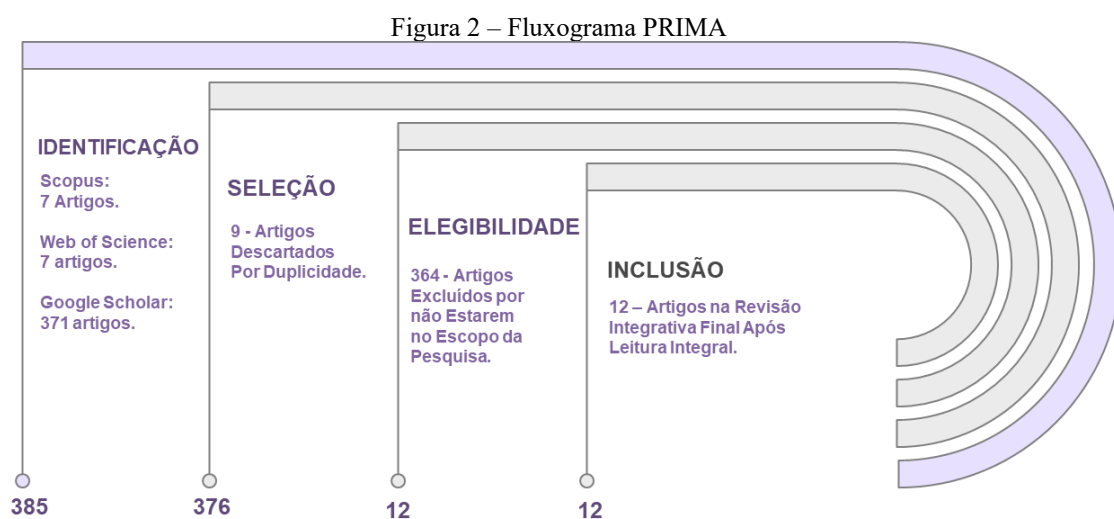 Figura 2 – Fluxograma PRIMA
IDENTIFICAÇÃO
Scopus:
7 Artigos.
Web of Science:
7 artigos.
Google Scholar:
371 artigos.
SELEÇÃO
9 - Artigos
Descartados
Por Duplicidade.
ELEGIBILIDADE
364 - Artigos
Excluídos por
não Estarem
no Escopo da
Pesquisa.
INCLUSÃO
12 – Artigos na Revisão
Integrativa Final Após
Leitura Integral.
385
376
12
12